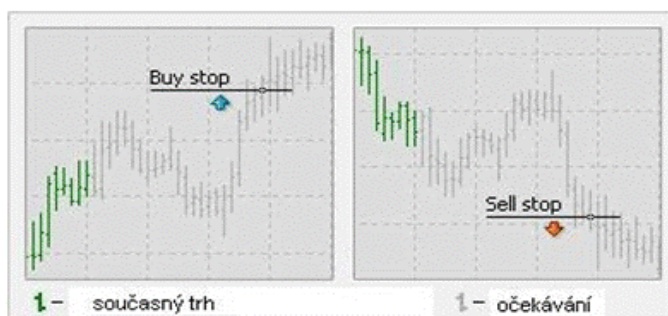 Buy stop
Sell stop
1 – současný trh
1 – očekávání